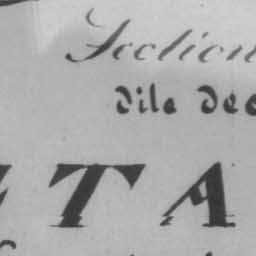 Section
dile dec
TA